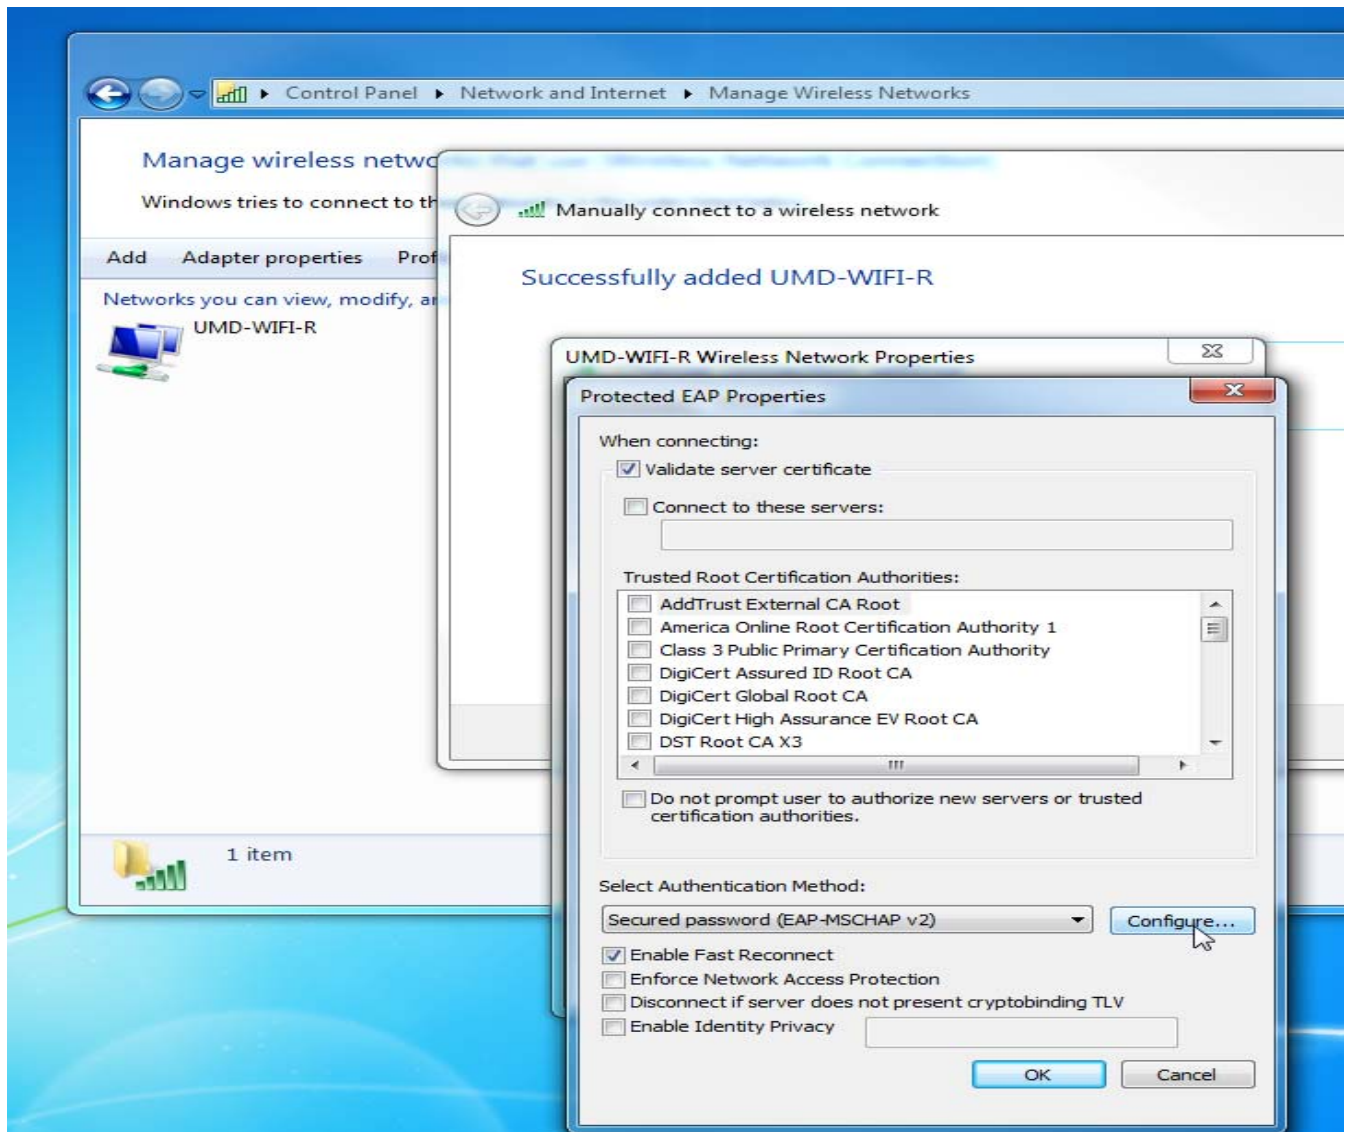 Control Panel Network and Internet Manage Wireless Networks
Manage wireless netwo
Windows tries to connect to th
Manually connect to a wireless network
Add Adapter properties Prof
Successfully added UMD-WIFI-R
Networks you can view, modify, an
UMD-WIFI-R
UMD-WIFI-R Wireless Network Properties
Protected EAP Properties
When connecting:
Validate server certificate
Connect to these servers:
Trusted Root Certification Authorities:
AddTrust External CA Root
America Online Root Certification Authority 1
Class 3 Public Primary Certification Authority
DigiCert Assured ID Root CA
DigiCert Global Root CA
DigiCert High Assurance EV Root CA
DST Root CA X3
Do not prompt user to authorize new servers or trusted
certification authorities.
1 item
Select Authentication Method:
Secured password (EAP-MSCHAP v2) Configure...
Enable Fast Reconnect
Enforce Network Access Protection
Disconnect if server does not present cryptobinding TLV
Enable Identity Privacy
OK Cancel